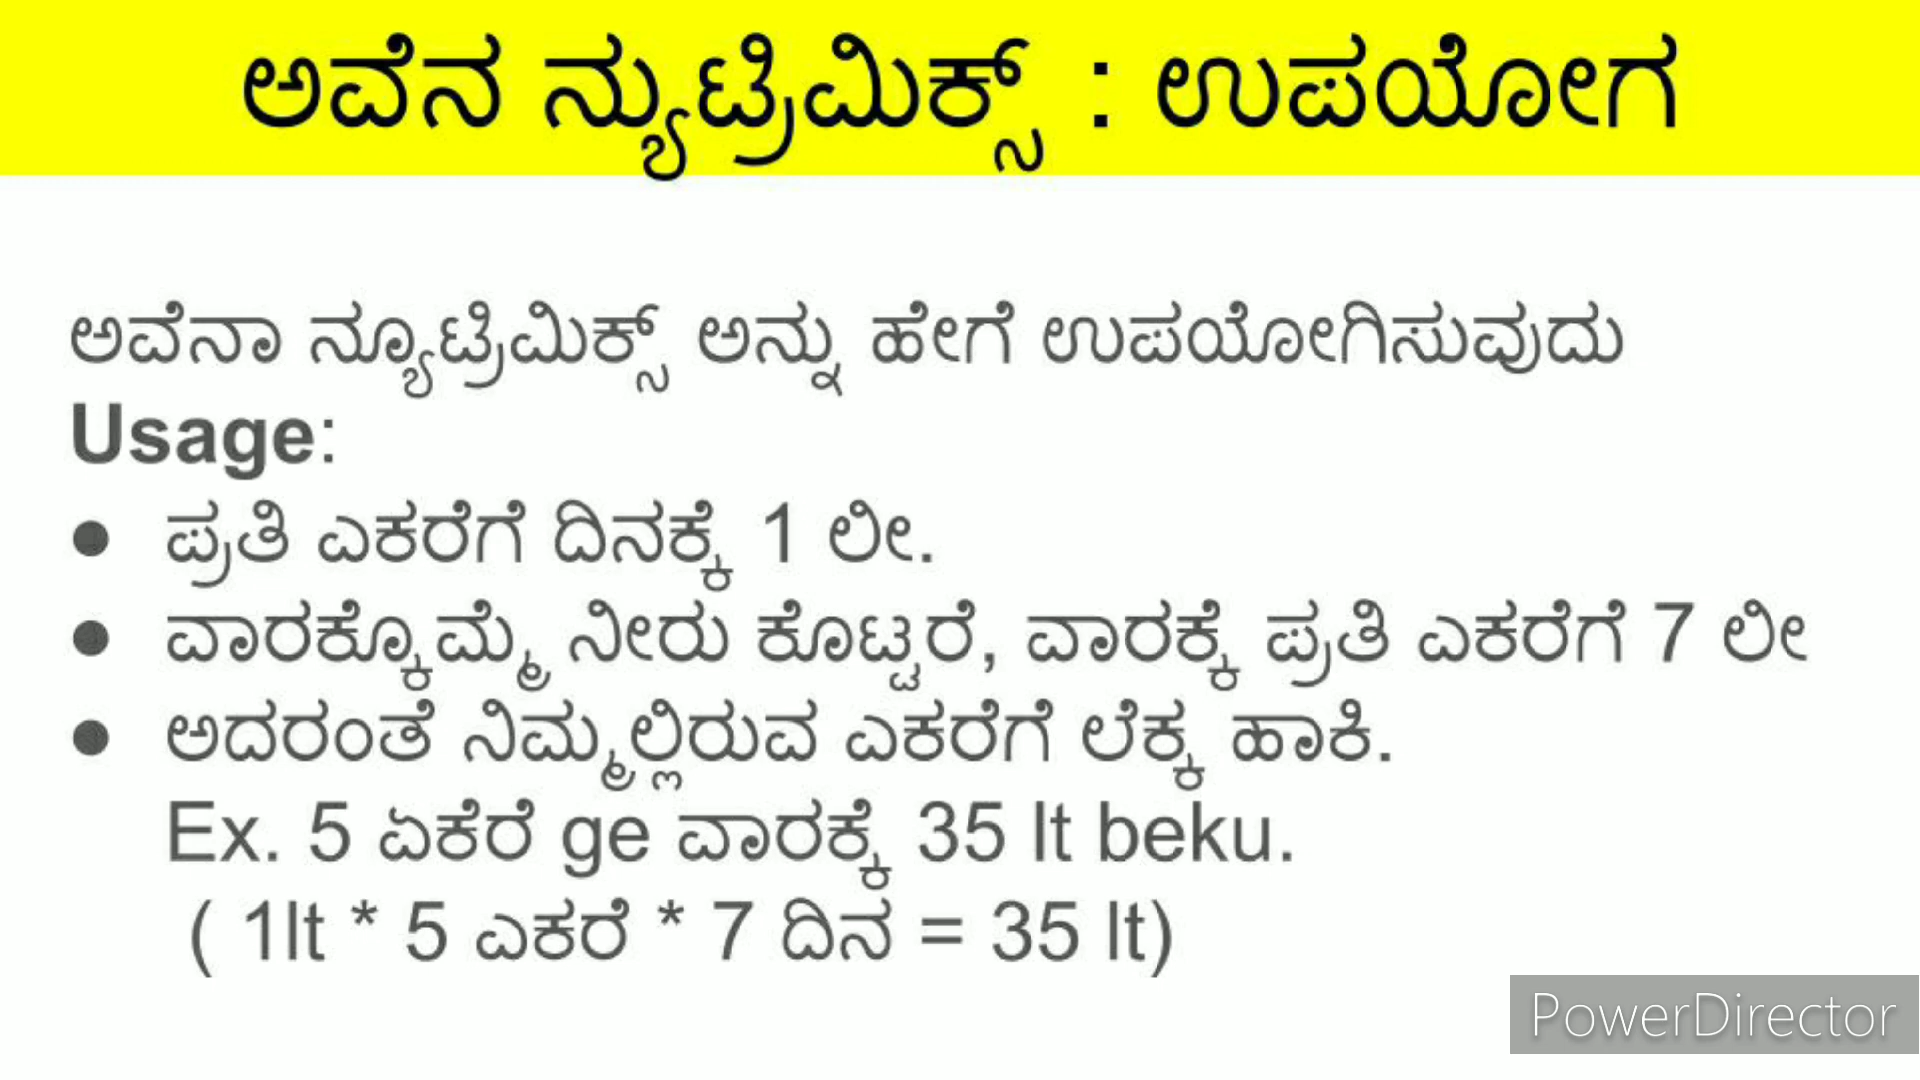 ಅವೆನ ನ್ಯುಟ್ರಿಮಿಕ್ಸ್ : ಉಪಯೋಗ
ಅವೆನಾ ನ್ಯೂಟ್ರಿಮಿಕ್ಸ್ ಅನ್ನು ಹೇಗೆ ಉಪಯೋಗಿಸುವುದು
Usage:
● ಪ್ರತಿ ಎಕರೆಗೆ ದಿನಕ್ಕೆ 1 ಲೀ.
● ವಾರಕ್ಕೊಮ್ಮೆ ನೀರು ಕೊಟ್ಟರೆ, ವಾರಕ್ಕೆ ಪ್ರತಿ ಎಕರೆಗೆ 7 ಲೀ
● ಅದರಂತೆ ನಿಮ್ಮಲ್ಲಿರುವ ಎಕರೆಗೆ ಲೆಕ್ಕ ಹಾಕಿ.
Ex. 5 ಏಕೆರೆ ge ವಾರಕ್ಕೆ 35 lt beku.
( 1lt * 5 ಎಕರೆ * 7 ದಿನ = 35 lt)
PowerDirector